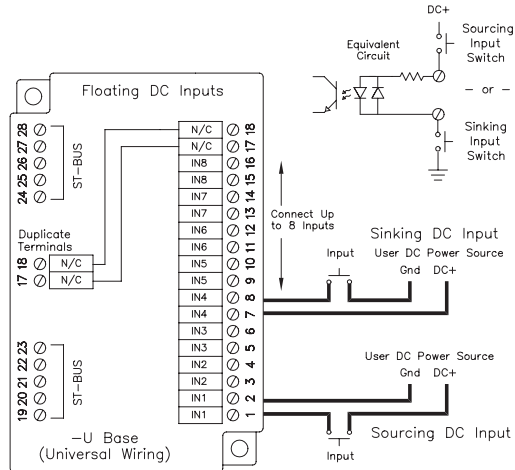 DC+
Sourcing
Input
Switch
Equivalent
Circuit
- or -
Sinking
Input
Switch
Floating DC Inputs
28
27
26
25
24
ST-BUS
N/C 18
N/C 17
IN8 16
IN8 15
IN7 14
IN7 13
IN6 12
IN6 11
IN5 10
IN5 9
IN4 8
IN4 7
IN3 6
IN3 5
IN2 4
IN2 3
IN1 2
IN1 1
Duplicate
Terminals
18 N/C
17 N/C
23
22
21
20
19
ST-BUS
-U Base
(Universal Wiring)
Connect Up
to 8 Inputs
Sinking DC Input
Input
User DC Power Source
Gnd DC+
User DC Power Source
Gnd DC+
Input
Sourcing DC Input